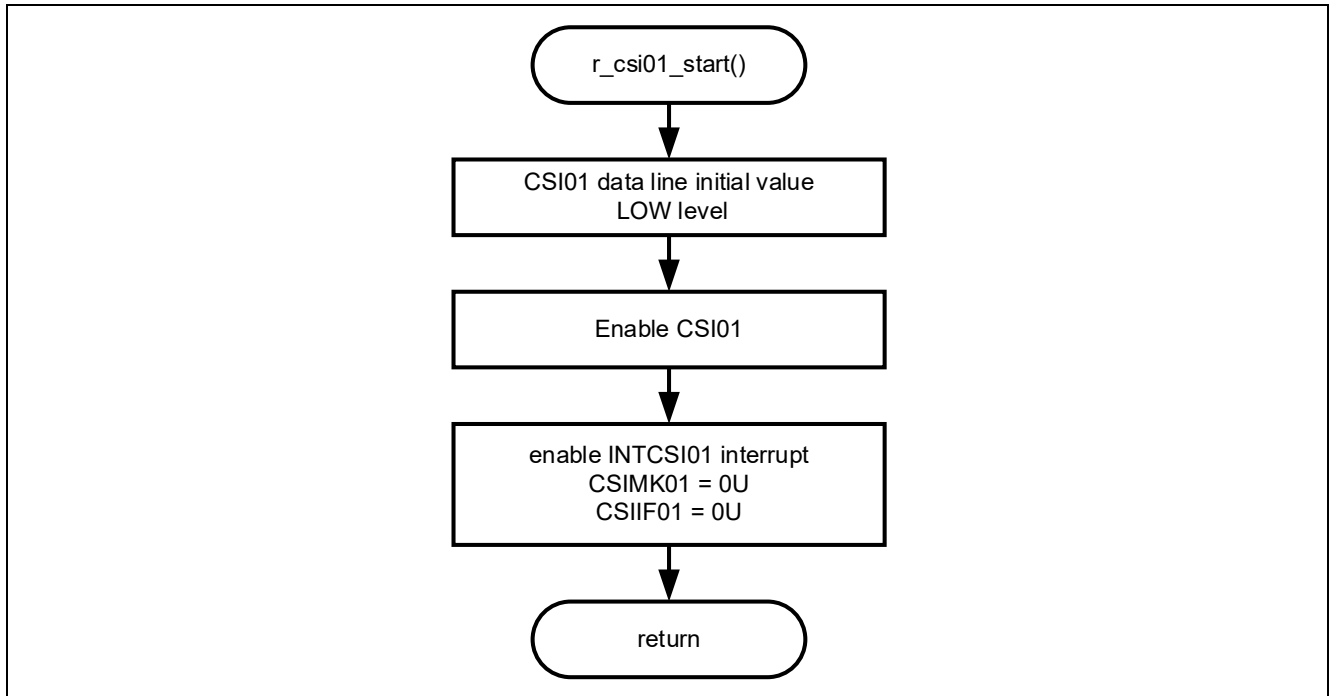 r_csi01_start()
CSI01 data line initial value
LOW level
Enable CSI01
enable INTCSI01 interrupt
CSIMK01 = 0U
CSIIF01 = 0U
return